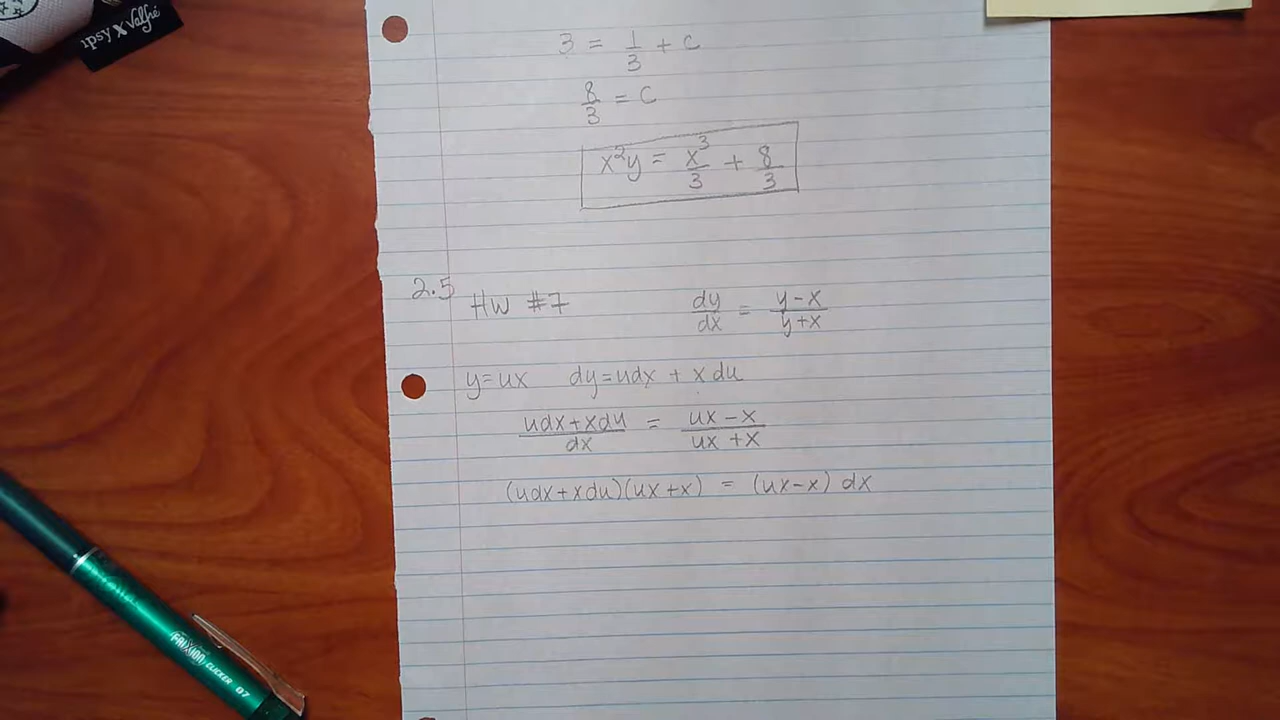 ipsy x Valfré
3 = 1/3 + C
8/3 = C
x²y = x³/3 + 8/3
2.5
HW #7
dy/dx = y-x/y+x
y=ux dy=udx + xdu
udx+xdu/dx = ux-x/ux+x
(udx+xdu)(ux+x) = (ux-x) dx
FRIXION CLICKER 07